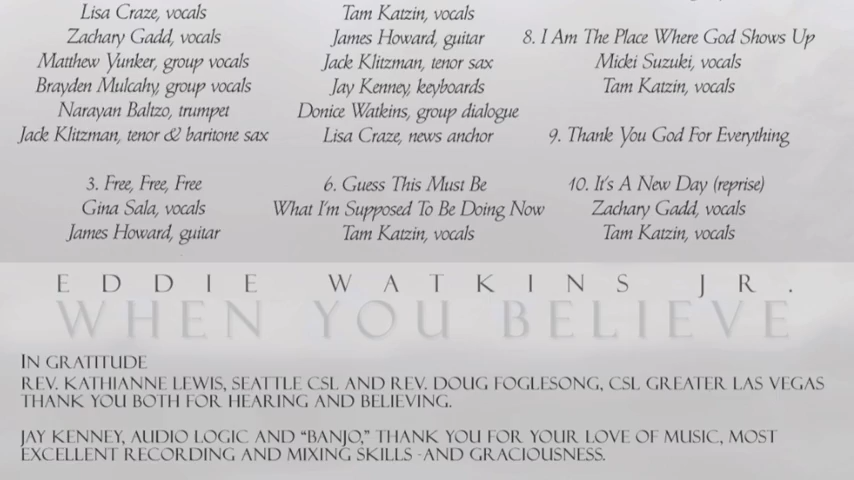 Lisa Craze, vocals
Zachary Gadd, vocals
Matthew Yunker, group vocals
Brayden Mulcahy, group vocals
Narayan Baltzo, trumpet
Jack Klitzman, tenor & baritone sax
3. Free, Free, Free
Gina Sala, vocals
James Howard, guitar
Tam Katzin, vocals
James Howard, guitar
Jack Klitzman, tenor sax
Jay Kenney, keyboards
Donice Watkins, group dialogue
Lisa Craze, news anchor
6. Guess This Must Be
What I'm Supposed To Be Doing Now
Tam Katzin, vocals
8. I Am The Place Where God Shows Up
Micki Suzuki, vocals
Tam Katzin, vocals
9. Thank You God For Everything
10. It's A New Day (reprise)
Zachary Gadd, vocals
Tam Katzin, vocals
EDDIE WATKINS JR.
WHEN YOU BELIEVE
IN GRATITUDE
REV. KATHIANNE LEWIS, SEATTLE CSL AND REV. DOUG FOGLESONG, CSL GREATER LAS VEGAS
THANK YOU BOTH FOR HEARING AND BELIEVING.
JAY KENNEY, AUDIO LOGIC AND "BANJO," THANK YOU FOR YOUR LOVE OF MUSIC, MOST
EXCELLENT RECORDING AND MIXING SKILLS -AND GRACIOUSNESS.